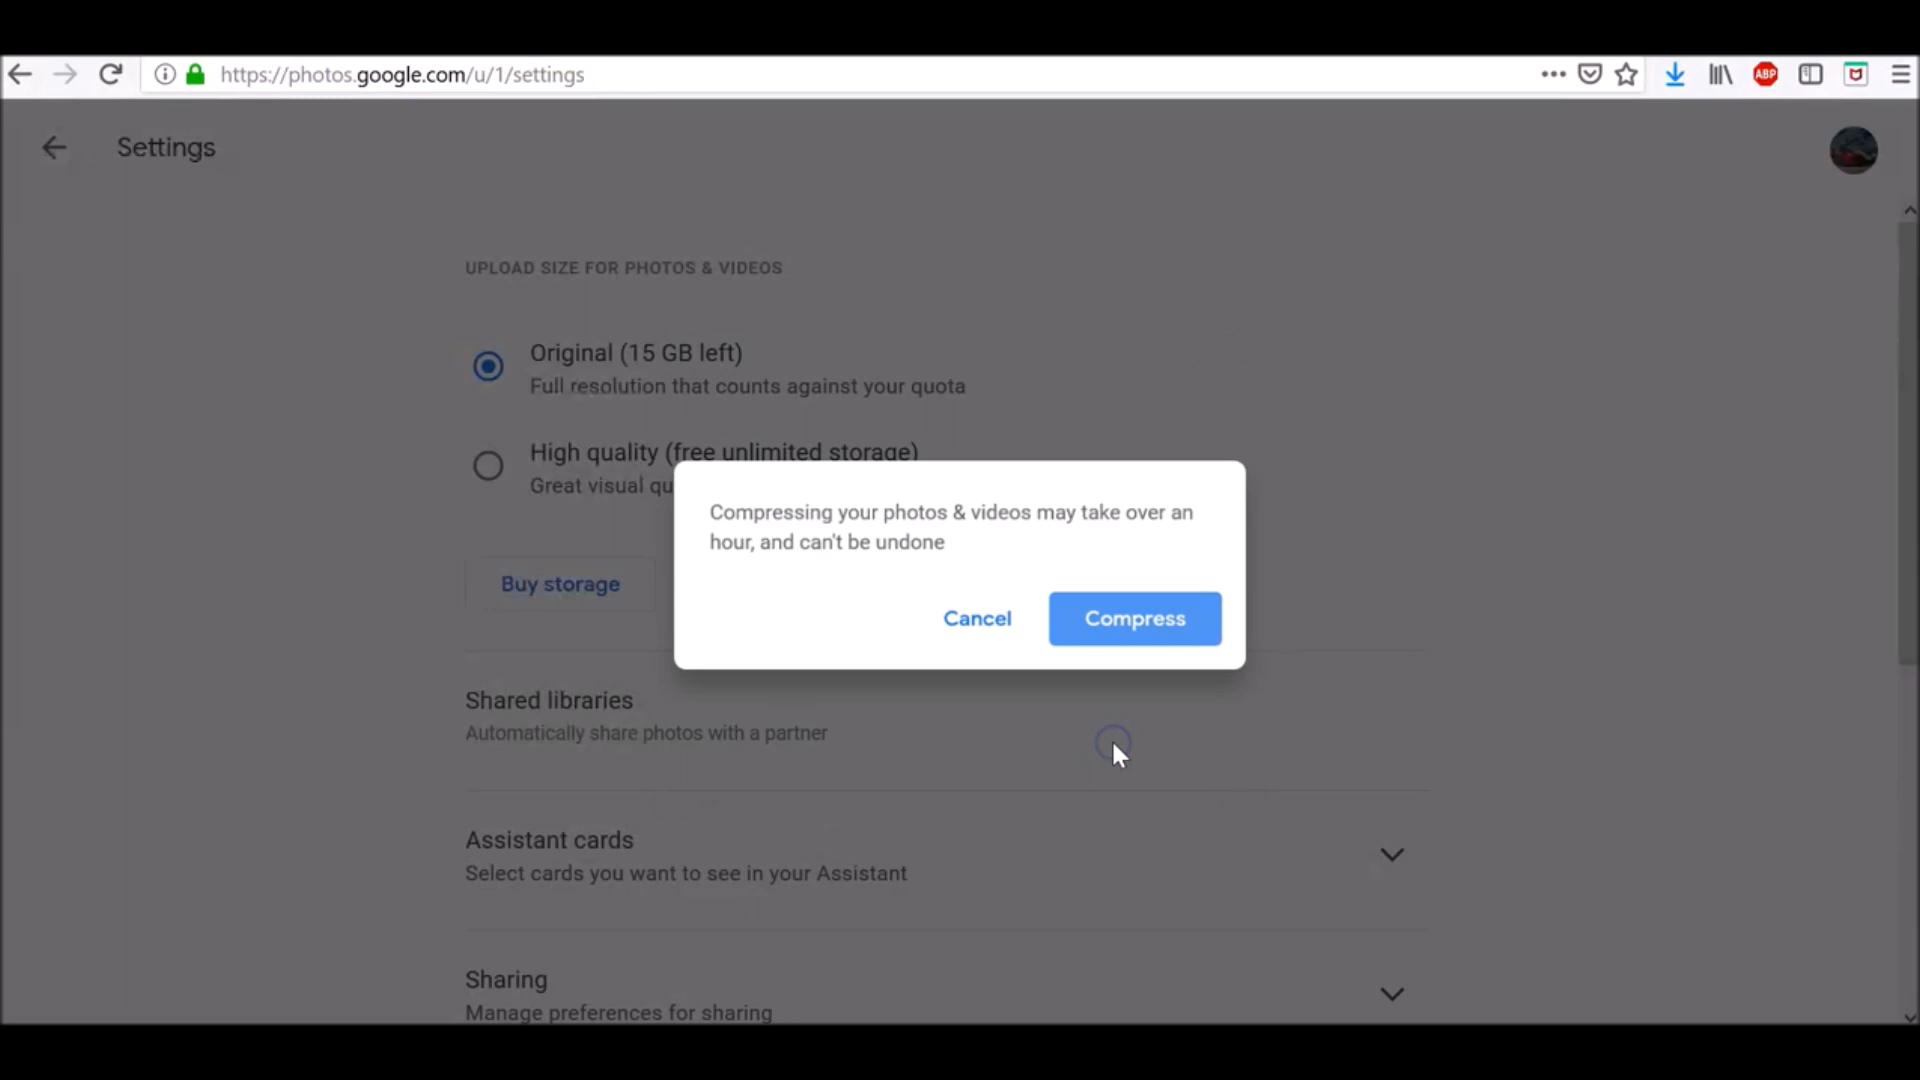 https://photos.google.com/u/1/settings
ABP
Settings
UPLOAD SIZE FOR PHOTOS & VIDEOS
Original (15 GB left)
Full resolution that counts against your quota
High quality (free unlimited storage)
Great visual qu
Compressing your photos & videos may take over an
hour, and can't be undone
Cancel
Compress
Buy storage
Shared libraries
Automatically share photos with a partner
Assistant cards
Select cards you want to see in your Assistant
Sharing
Manage preferences for sharing